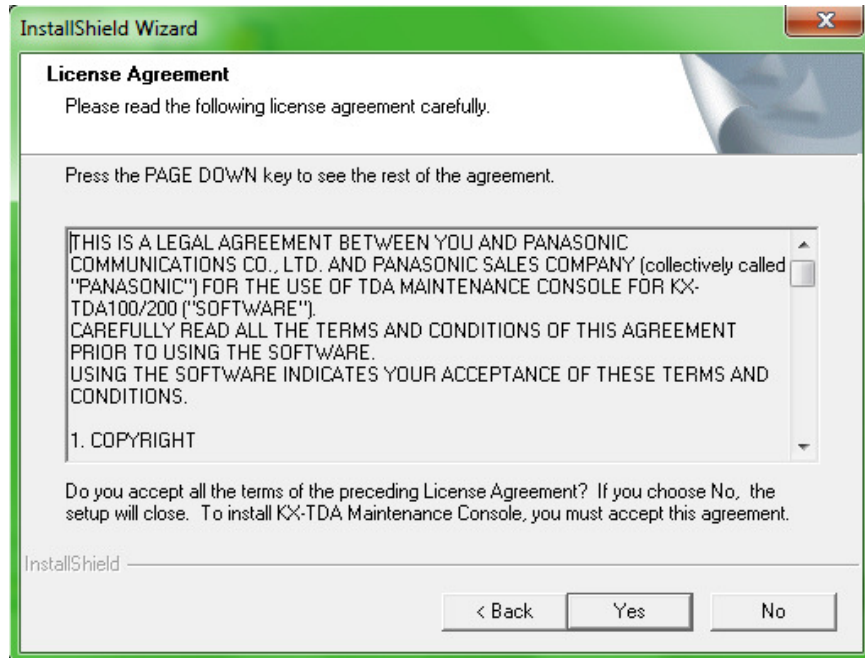 InstallShield Wizard
License Agreement
Please read the following license agreement carefully.
Press the PAGE DOWN key to see the rest of the agreement.
THIS IS A LEGAL AGREEMENT BETWEEN YOU AND PANASONIC
COMMUNICATIONS CO., LTD. AND PANASONIC SALES COMPANY (collectively called
"PANASONIC") FOR THE USE OF TDA MAINTENANCE CONSOLE FOR KX-
TDA100/200 ("SOFTWARE").
CAREFULLY READ ALL THE TERMS AND CONDITIONS OF THIS AGREEMENT
PRIOR TO USING THE SOFTWARE.
USING THE SOFTWARE INDICATES YOUR ACCEPTANCE OF THESE TERMS AND
CONDITIONS.
1. COPYRIGHT
Do you accept all the terms of the preceding License Agreement? If you choose No, the
setup will close. To install KX-TDA Maintenance Console, you must accept this agreement.
InstallShield
< Back Yes No